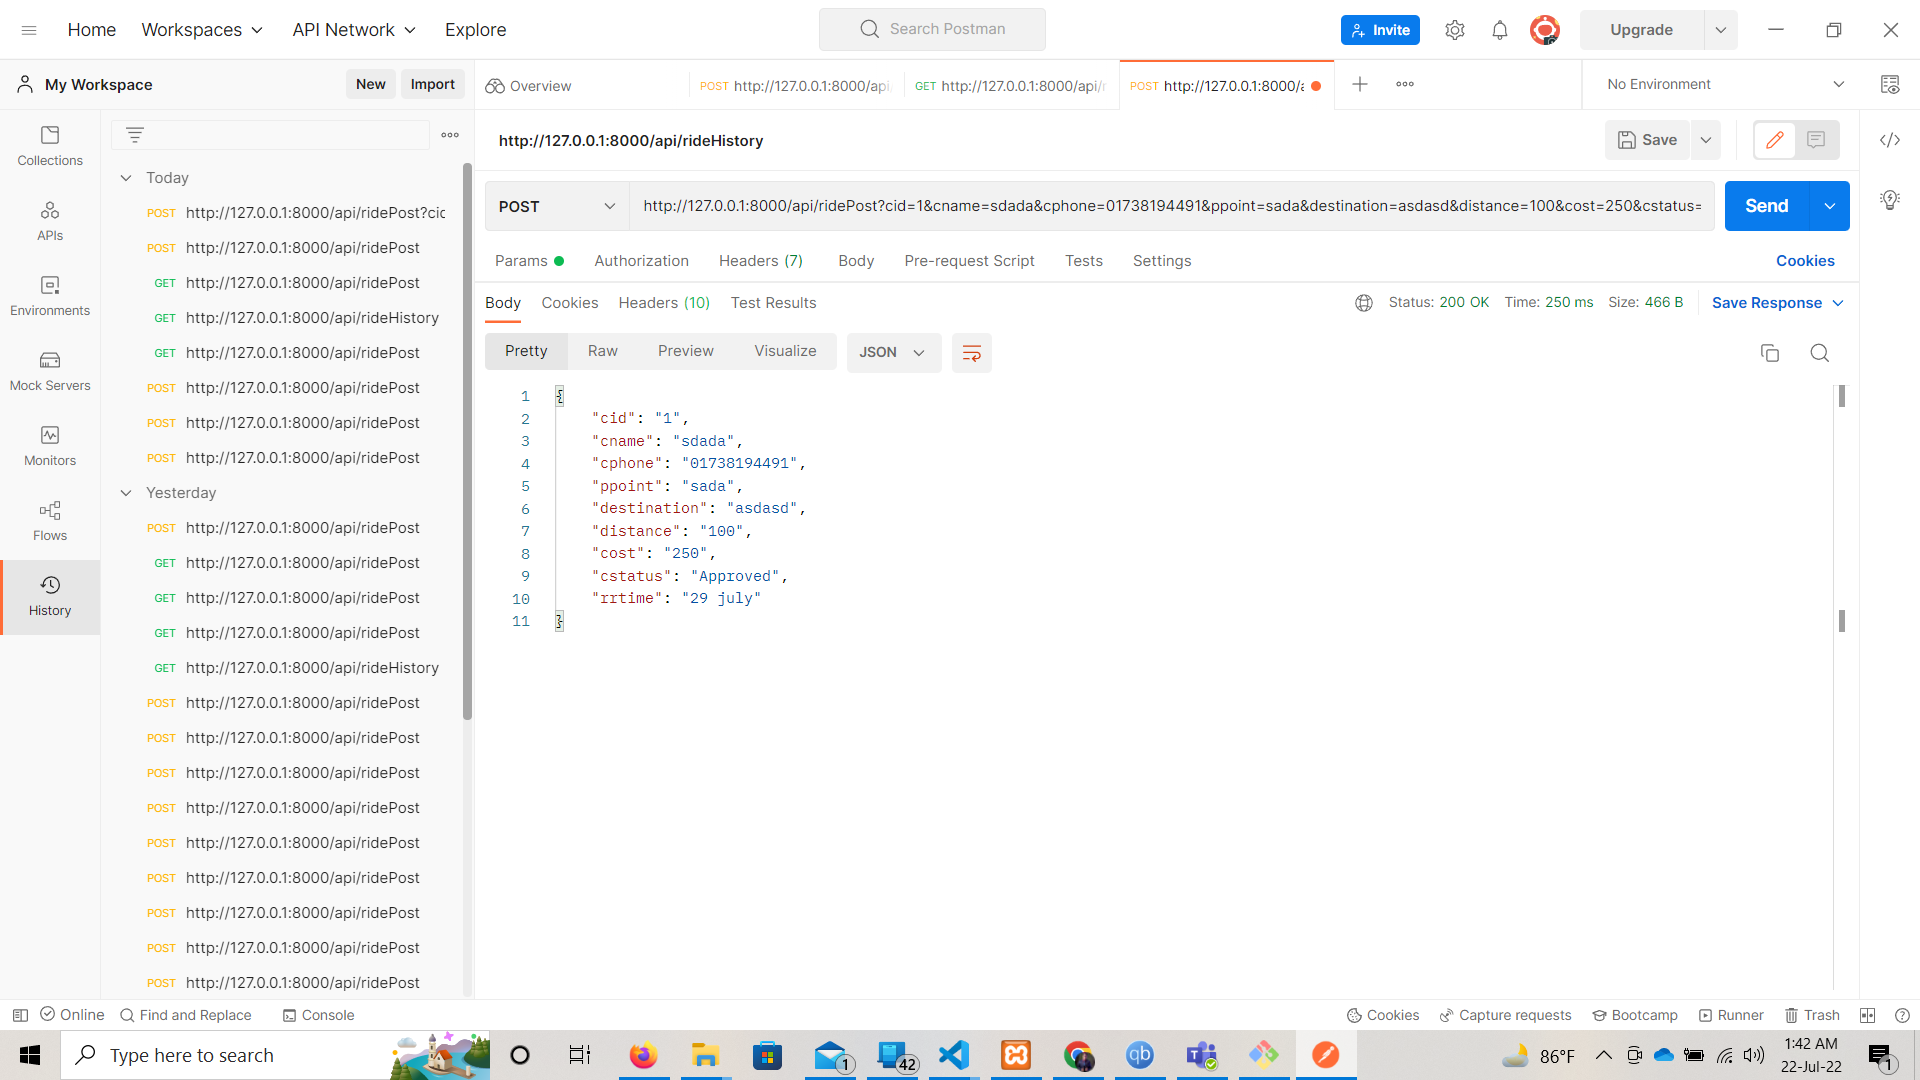 Home
Workspaces
API Network
Explore
Search Postman
Invite
Upgrade
My Workspace
New
Import
Overview
POST http://127.0.0.1:8000/api
GET http://127.0.0.1:8000/api/r
POST http://127.0.0.1:8000/a
No Environment
Collections
APIs
Environments
Mock Servers
Monitors
Flows
History
Today
POST http://127.0.0.1:8000/api/ridePost?cid
POST http://127.0.0.1:8000/api/ridePost
GET http://127.0.0.1:8000/api/ridePost
GET http://127.0.0.1:8000/api/rideHistory
GET http://127.0.0.1:8000/api/ridePost
POST http://127.0.0.1:8000/api/ridePost
POST http://127.0.0.1:8000/api/ridePost
POST http://127.0.0.1:8000/api/ridePost
Yesterday
POST http://127.0.0.1:8000/api/ridePost
GET http://127.0.0.1:8000/api/ridePost
GET http://127.0.0.1:8000/api/ridePost
GET http://127.0.0.1:8000/api/ridePost
GET http://127.0.0.1:8000/api/rideHistory
POST http://127.0.0.1:8000/api/ridePost
POST http://127.0.0.1:8000/api/ridePost
POST http://127.0.0.1:8000/api/ridePost
POST http://127.0.0.1:8000/api/ridePost
POST http://127.0.0.1:8000/api/ridePost
POST http://127.0.0.1:8000/api/ridePost
POST http://127.0.0.1:8000/api/ridePost
POST http://127.0.0.1:8000/api/ridePost
POST http://127.0.0.1:8000/api/ridePost
http://127.0.0.1:8000/api/rideHistory
Save
POST
http://127.0.0.1:8000/api/ridePost?cid=1&cname=sdada&cphone=01738194491&ppoint=sada&destination=asdasd&distance=100&cost=250&cstatus=
Send
Params
Authorization
Headers (7)
Body
Pre-request Script
Tests
Settings
Cookies
Body
Cookies
Headers (10)
Test Results
Status: 200 OK
Time: 250 ms
Size: 466 B
Save Response
Pretty
Raw
Preview
Visualize
JSON
1 {
2 "cid": "1",
3 "cname": "sdada",
4 "cphone": "01738194491",
5 "ppoint": "sada",
6 "destination": "asdasd",
7 "distance": "100",
8 "cost": "250",
9 "cstatus": "Approved",
10 "rrtime": "29 july"
11 }
Online
Find and Replace
Console
Cookies
Capture requests
Bootcamp
Runner
Trash
Type here to search
1
42
qb
86°F
1:42 AM
22-Jul-22
1